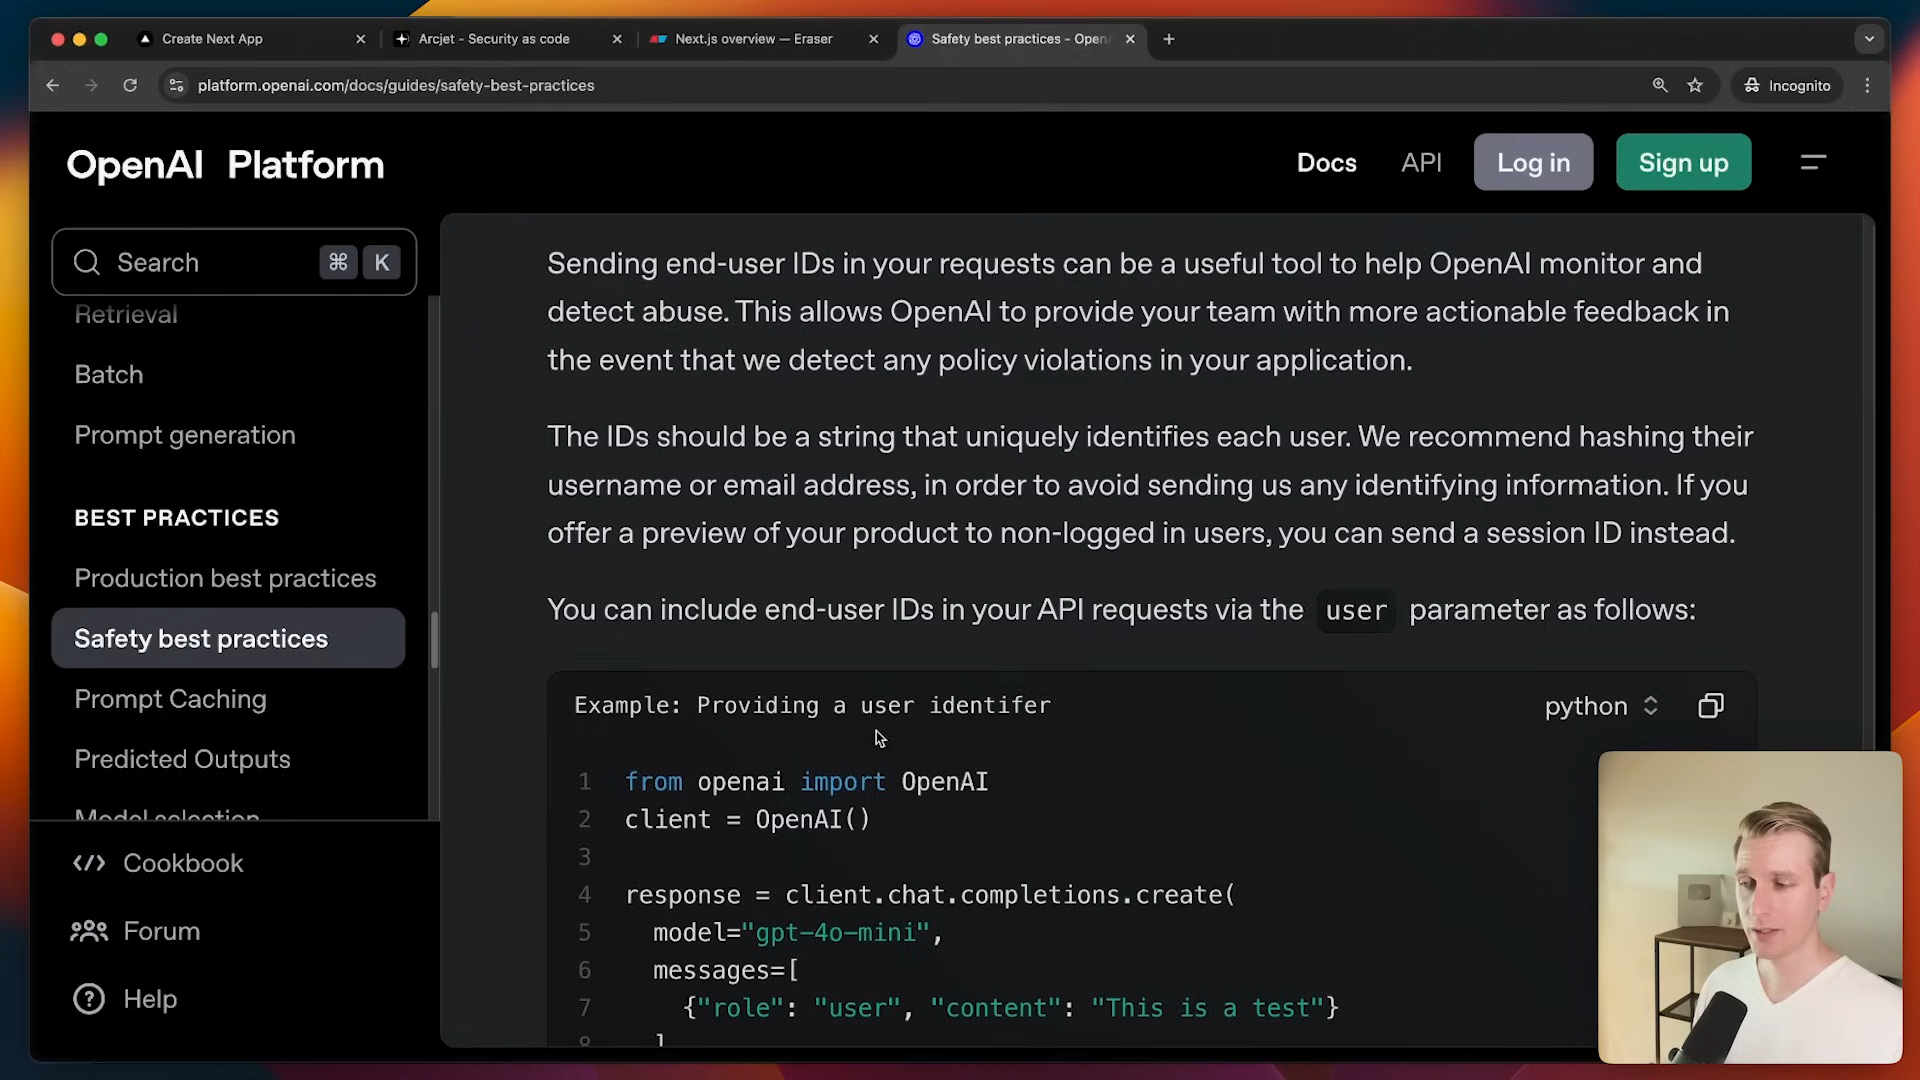 Create Next App
Arcjet - Security as code
Next.js overview — Eraser
Safety best practices - Open
platform.openai.com/docs/guides/safety-best-practices
Incognito
OpenAI Platform
Docs
API
Log in
Sign up
Search
⌘ K
Retrieval
Batch
Prompt generation
BEST PRACTICES
Production best practices
Safety best practices
Prompt Caching
Predicted Outputs
Model selection
Cookbook
Forum
Help
Sending end-user IDs in your requests can be a useful tool to help OpenAI monitor and
detect abuse. This allows OpenAI to provide your team with more actionable feedback in
the event that we detect any policy violations in your application.
The IDs should be a string that uniquely identifies each user. We recommend hashing their
username or email address, in order to avoid sending us any identifying information. If you
offer a preview of your product to non-logged in users, you can send a session ID instead.
You can include end-user IDs in your API requests via the user parameter as follows:
Example: Providing a user identifer
python
1 from openai import OpenAI
2 client = OpenAI()
3
4 response = client.chat.completions.create(
5 model="gpt-4o-mini",
6 messages=[
7 {"role": "user", "content": "This is a test"}
8 ]